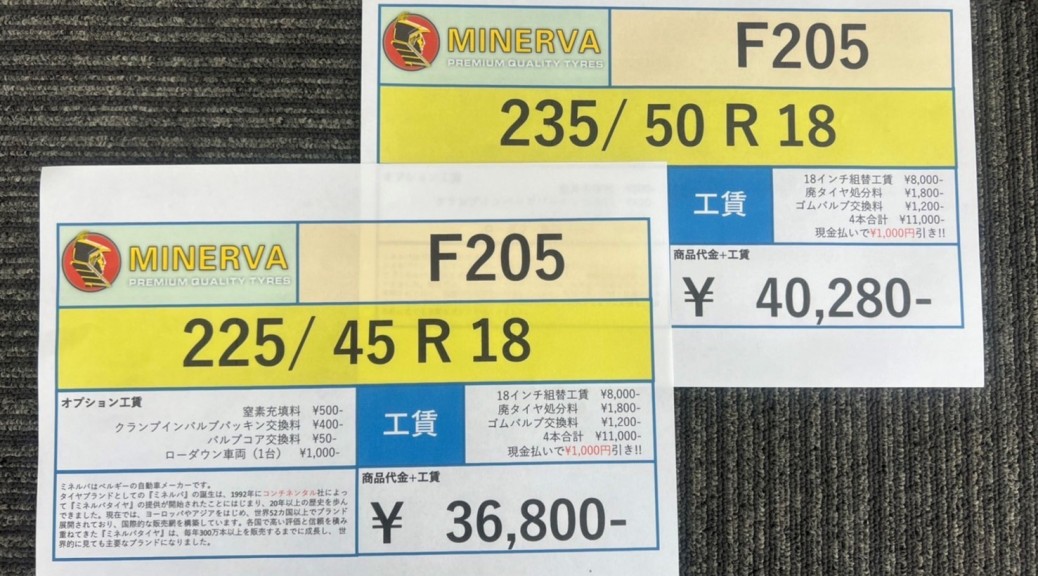 MINERVA
PREMIUM QUALITY TYRES
F205
235/ 50 R 18
工賃
18インチ組替工賃 ¥8,000-
廃タイヤ処分料 ¥1,800-
ゴムバルブ交換料 ¥1,200-
4本合計 ¥11,000-
現金払いで¥1,000円引き!!
商品代金+工賃
¥ 40,280-
MINERVA
PREMIUM QUALITY TYRES
F205
225/ 45 R 18
オプション工賃
窒素充填料 ¥500-
クランプインバルブパッキン交換料 ¥400-
バルブコア交換料 ¥50-
ローダウン車両（1台） ¥1,000-
工賃
18インチ組替工賃 ¥8,000-
廃タイヤ処分料 ¥1,800-
ゴムバルブ交換料 ¥1,200-
4本合計 ¥11,000-
現金払いで¥1,000円引き!!
ミネルバはベルギーの自動車メーカーです。
タイヤブランドとしての『ミネルバ』の誕生は、1992年にコンチネンタル社によっ
て『ミネルバタイヤ』の提供が開始されたことにはじまり、20年以上の歴史を歩ん
できました。現在では、ヨーロッパやアジアをはじめ、世界52カ国以上でブランド
展開されており、国際的な販売網を構築しています。各国で高い評価と信頼を積み
重ねてきた『ミネルバタイヤ』は、毎年300万本以上を販売するまでに成長し、世
界的に見ても主要なブランドになりました。
商品代金+工賃
¥ 36,800-